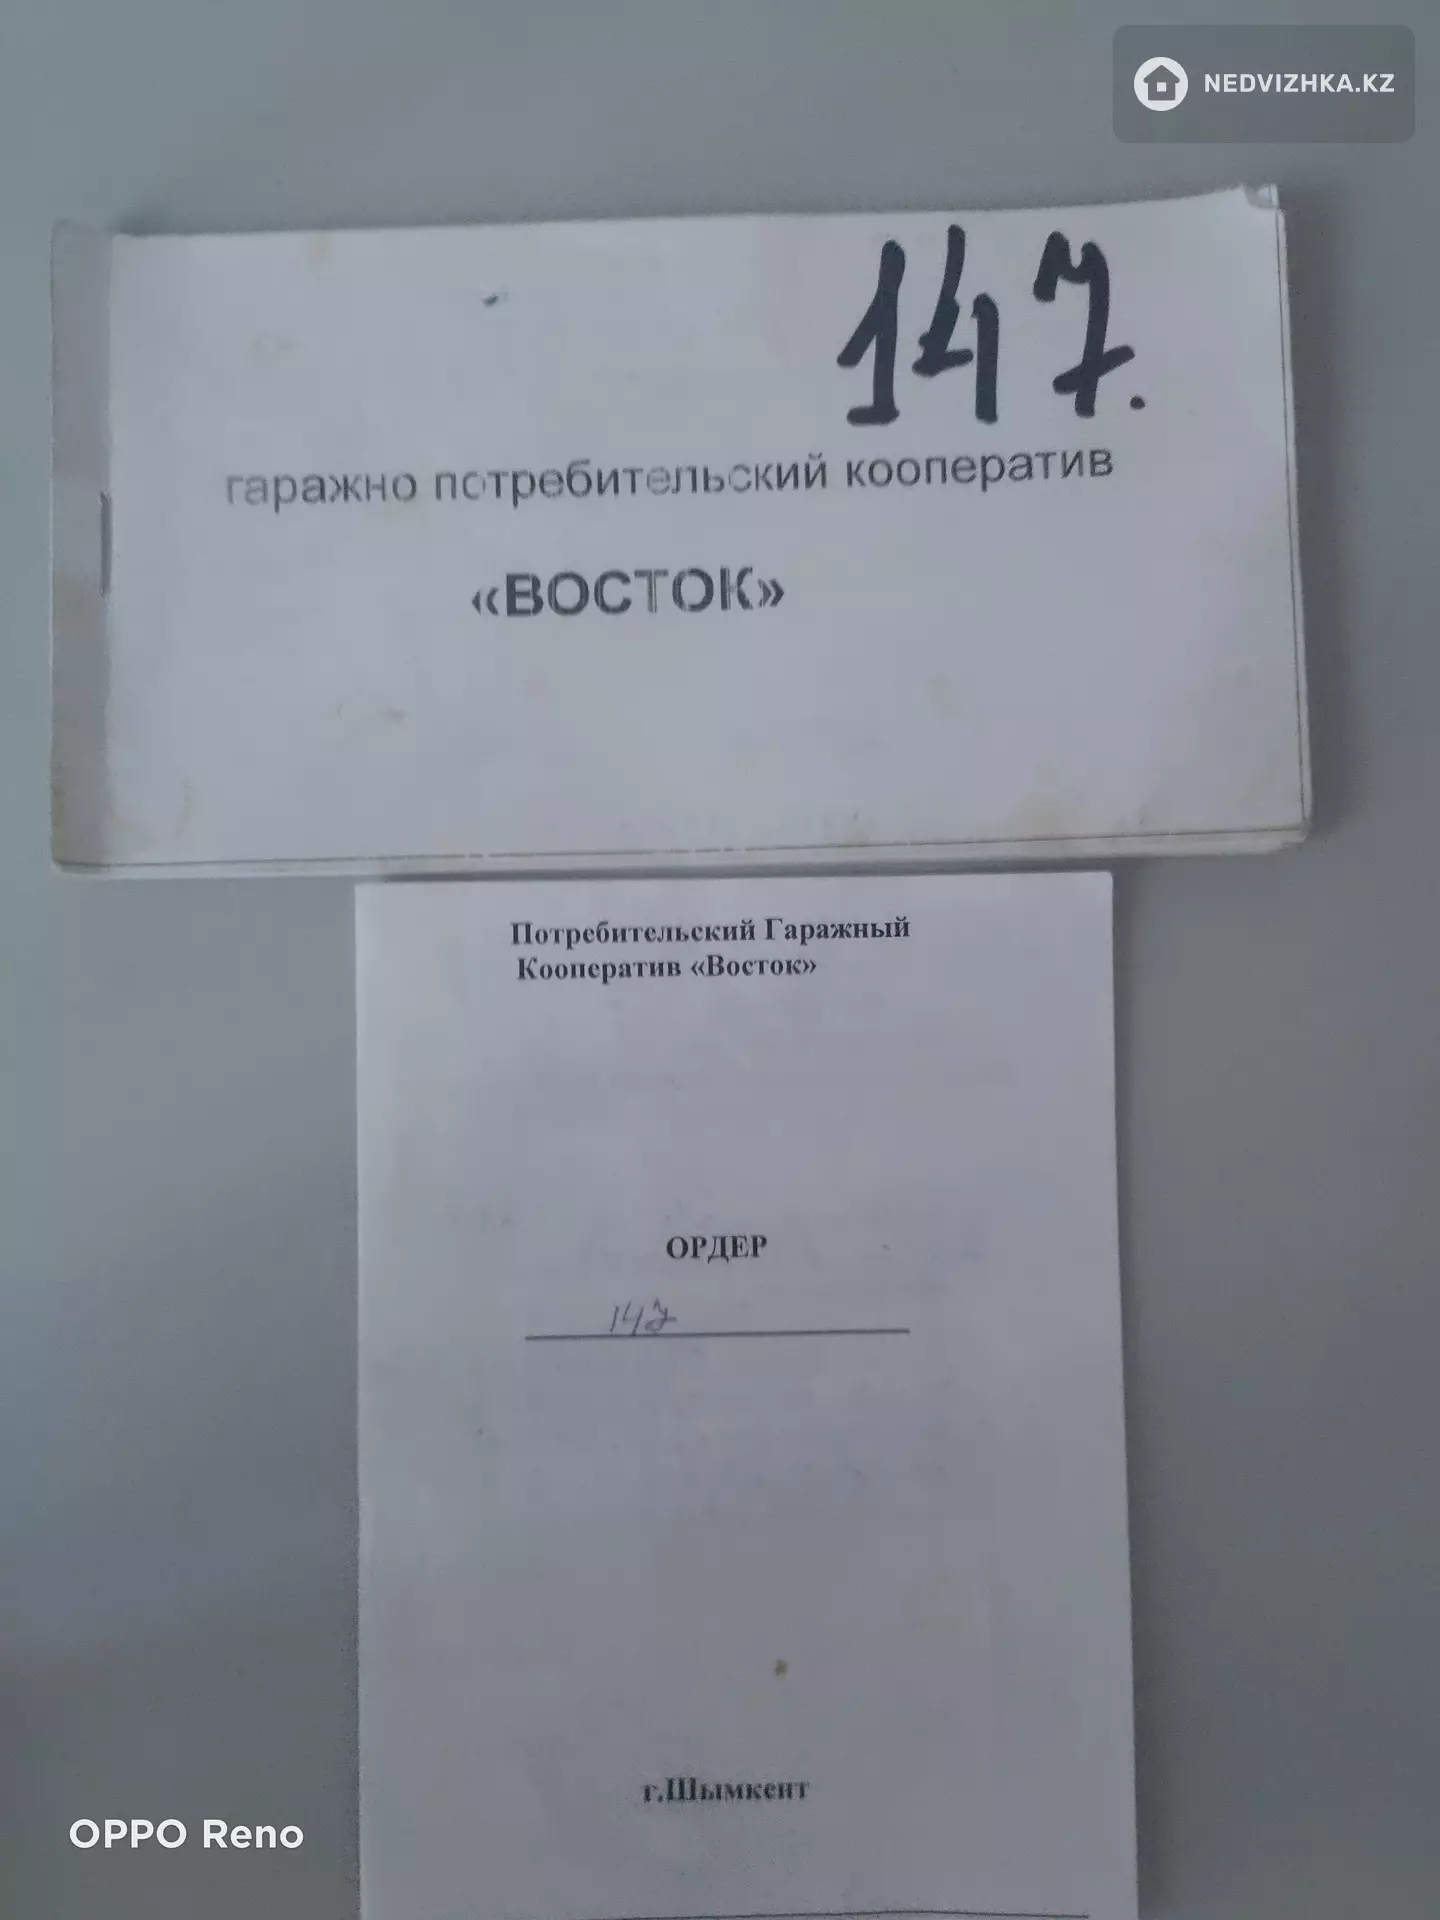 NEDVIZHKA.KZ
147.
гаражно потребительский кооператив
«ВОСТОК»
Потребительский Гаражный
Кооператив «Восток»
ОРДЕР
147
г.Шымкент
OPPO Reno